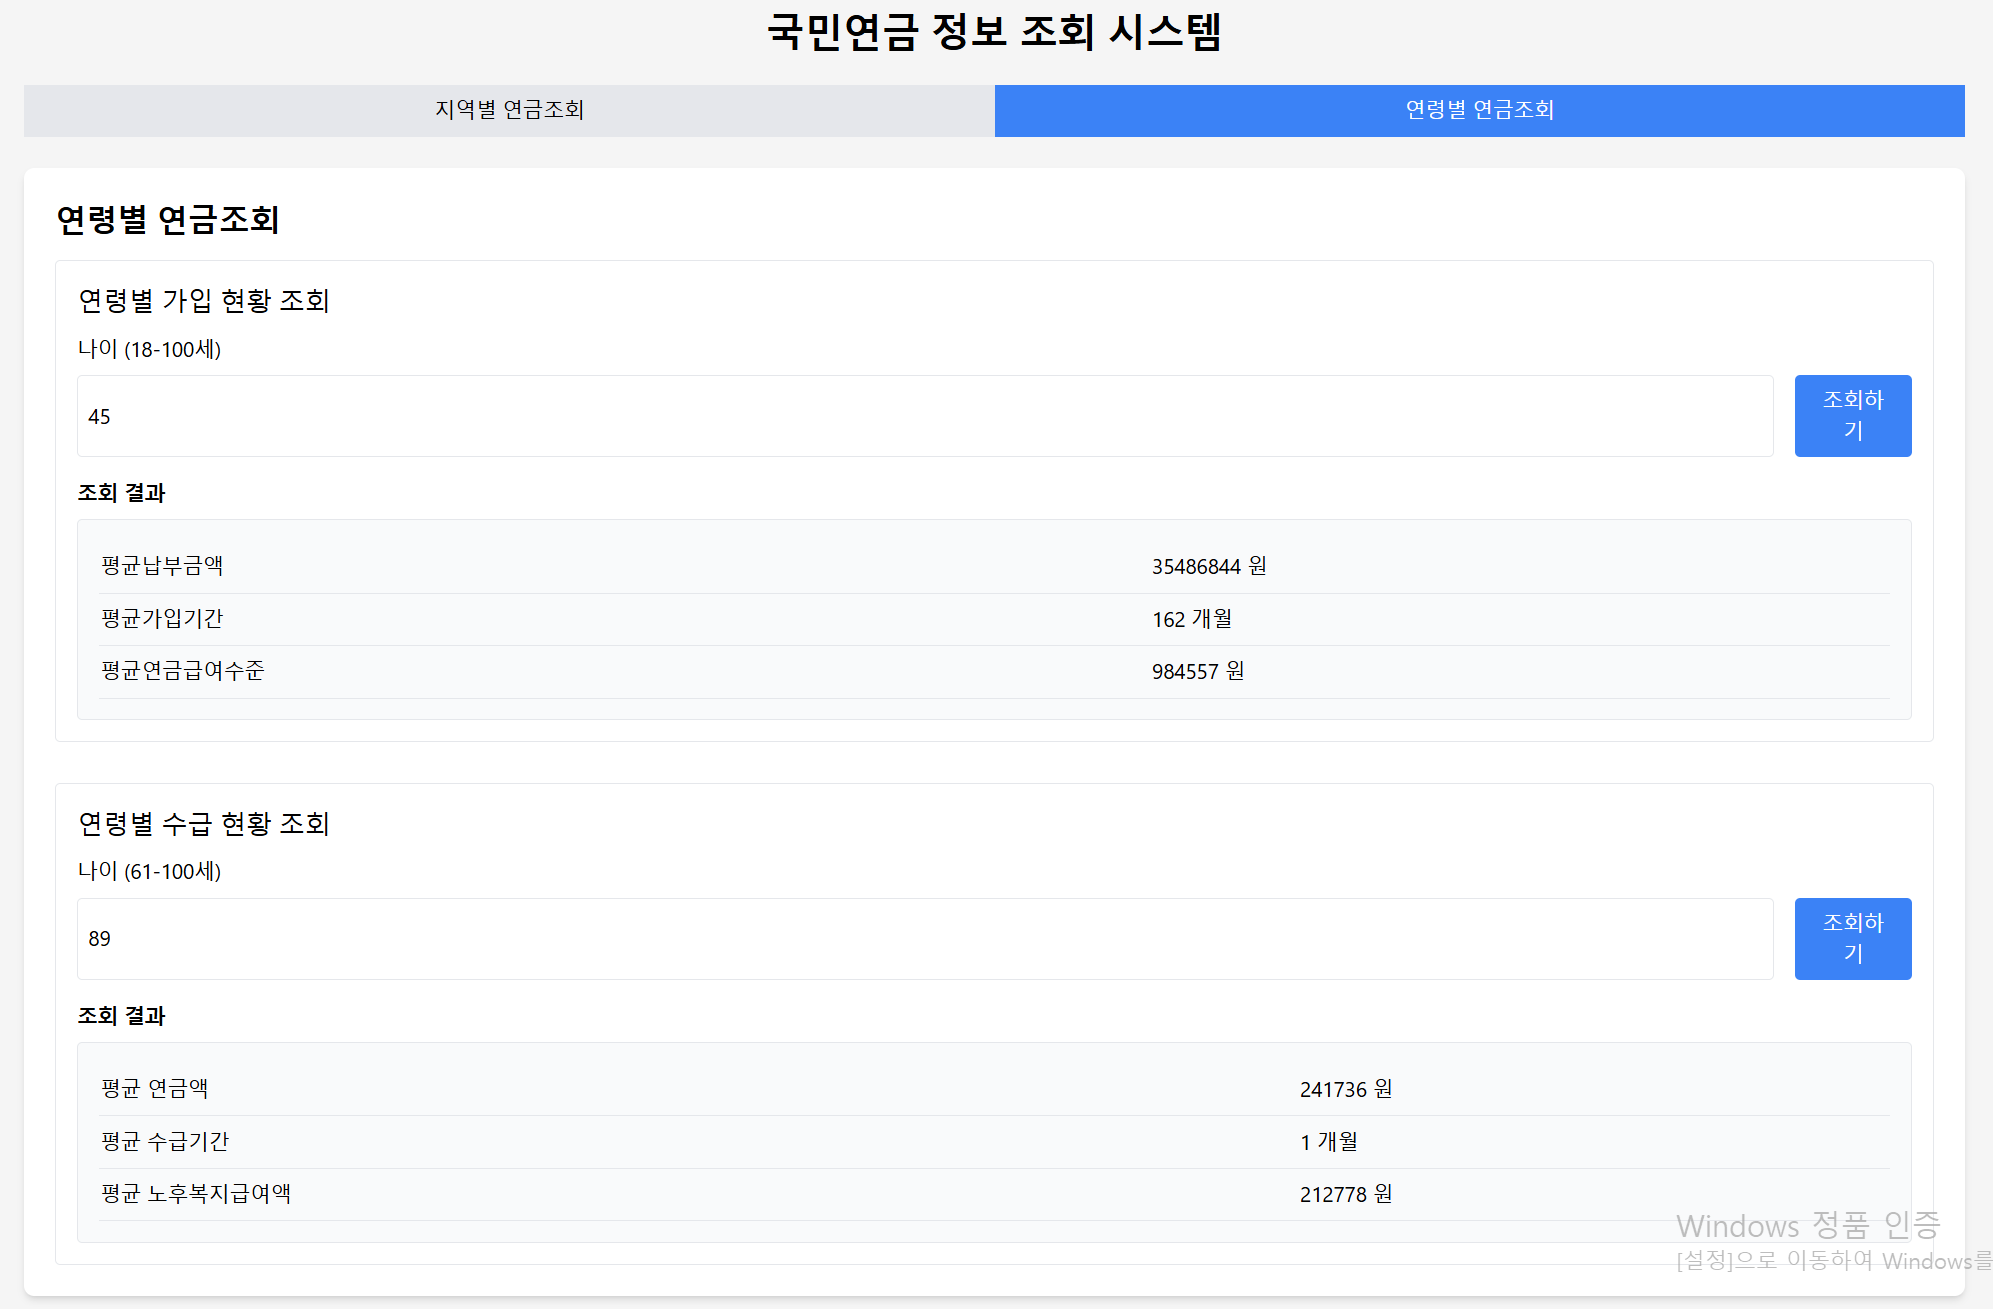 국민연금 정보 조회 시스템
지역별 연금조회 연령별 연금조회
연령별 연금조회
연령별 가입 현황 조회
나이 (18-100세)
45
조회하
기
조회 결과
평균납부금액 35486844 원
평균가입기간 162 개월
평균연금급여수준 984557 원
연령별 수급 현황 조회
나이 (61-100세)
89
조회하
기
조회 결과
평균 연금액 241736 원
평균 수급기간 1 개월
평균 노후복지급여액 212778 원
Windows 정품 인증
[설정]으로 이동하여 Windows를